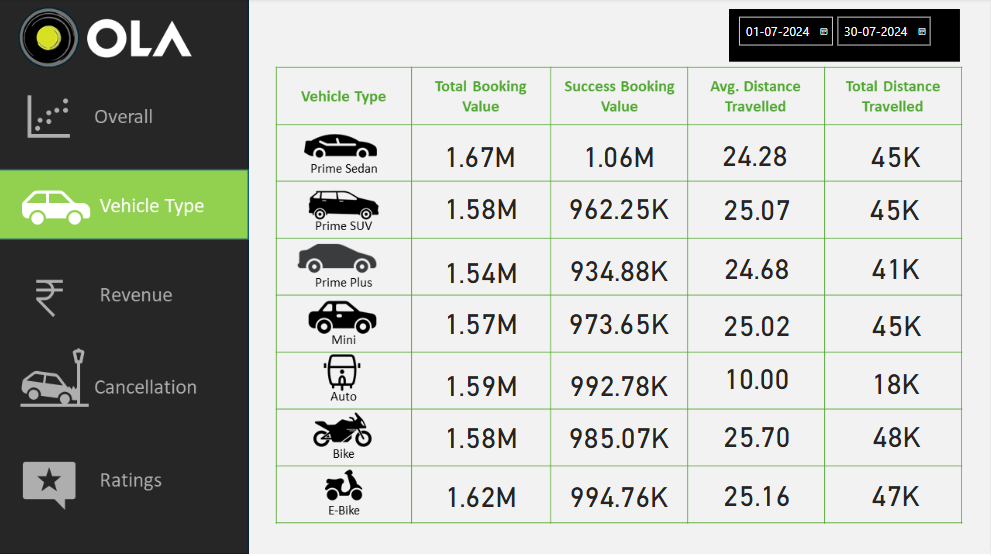 OLA
01-07-2024 30-07-2024
Overall
Vehicle Type
Revenue
Cancellation
Ratings
Vehicle Type Total Booking Value Success Booking Value Avg. Distance Travelled Total Distance Travelled
Prime Sedan 1.67M 1.06M 24.28 45K
Prime SUV 1.58M 962.25K 25.07 45K
Prime Plus 1.54M 934.88K 24.68 41K
Mini 1.57M 973.65K 25.02 45K
Auto 1.59M 992.78K 10.00 18K
Bike 1.58M 985.07K 25.70 48K
E-Bike 1.62M 994.76K 25.16 47K